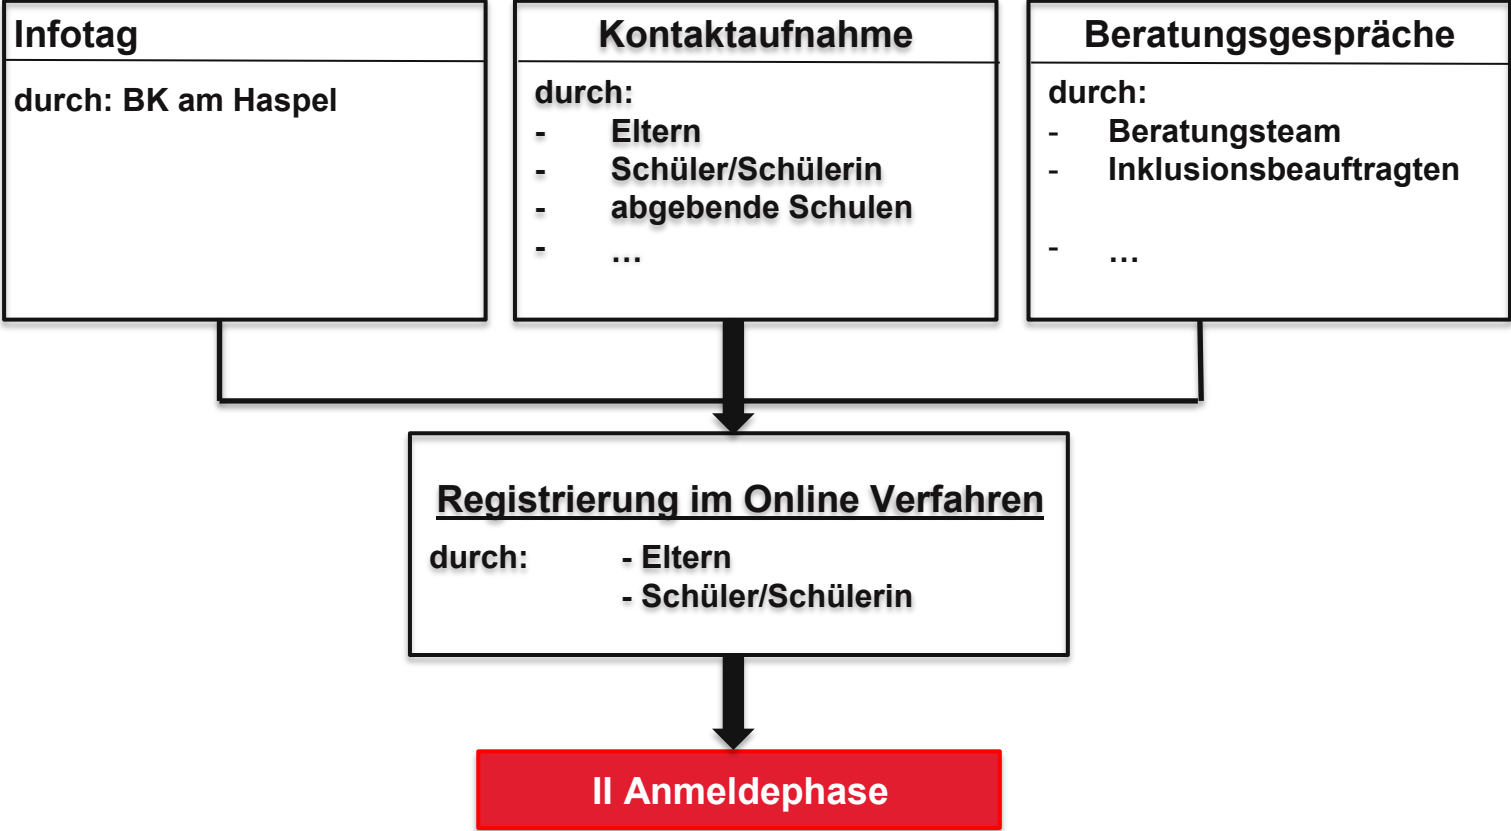 Infotag
durch: BK am Haspel
Kontaktaufnahme
durch:
- Eltern
- Schüler/Schülerin
- abgebende Schulen
- ...
Beratungsgespräche
durch:
- Beratungsteam
- Inklusionsbeauftragten
- ...
Registrierung im Online Verfahren
durch: - Eltern
- Schüler/Schülerin
II Anmeldephase